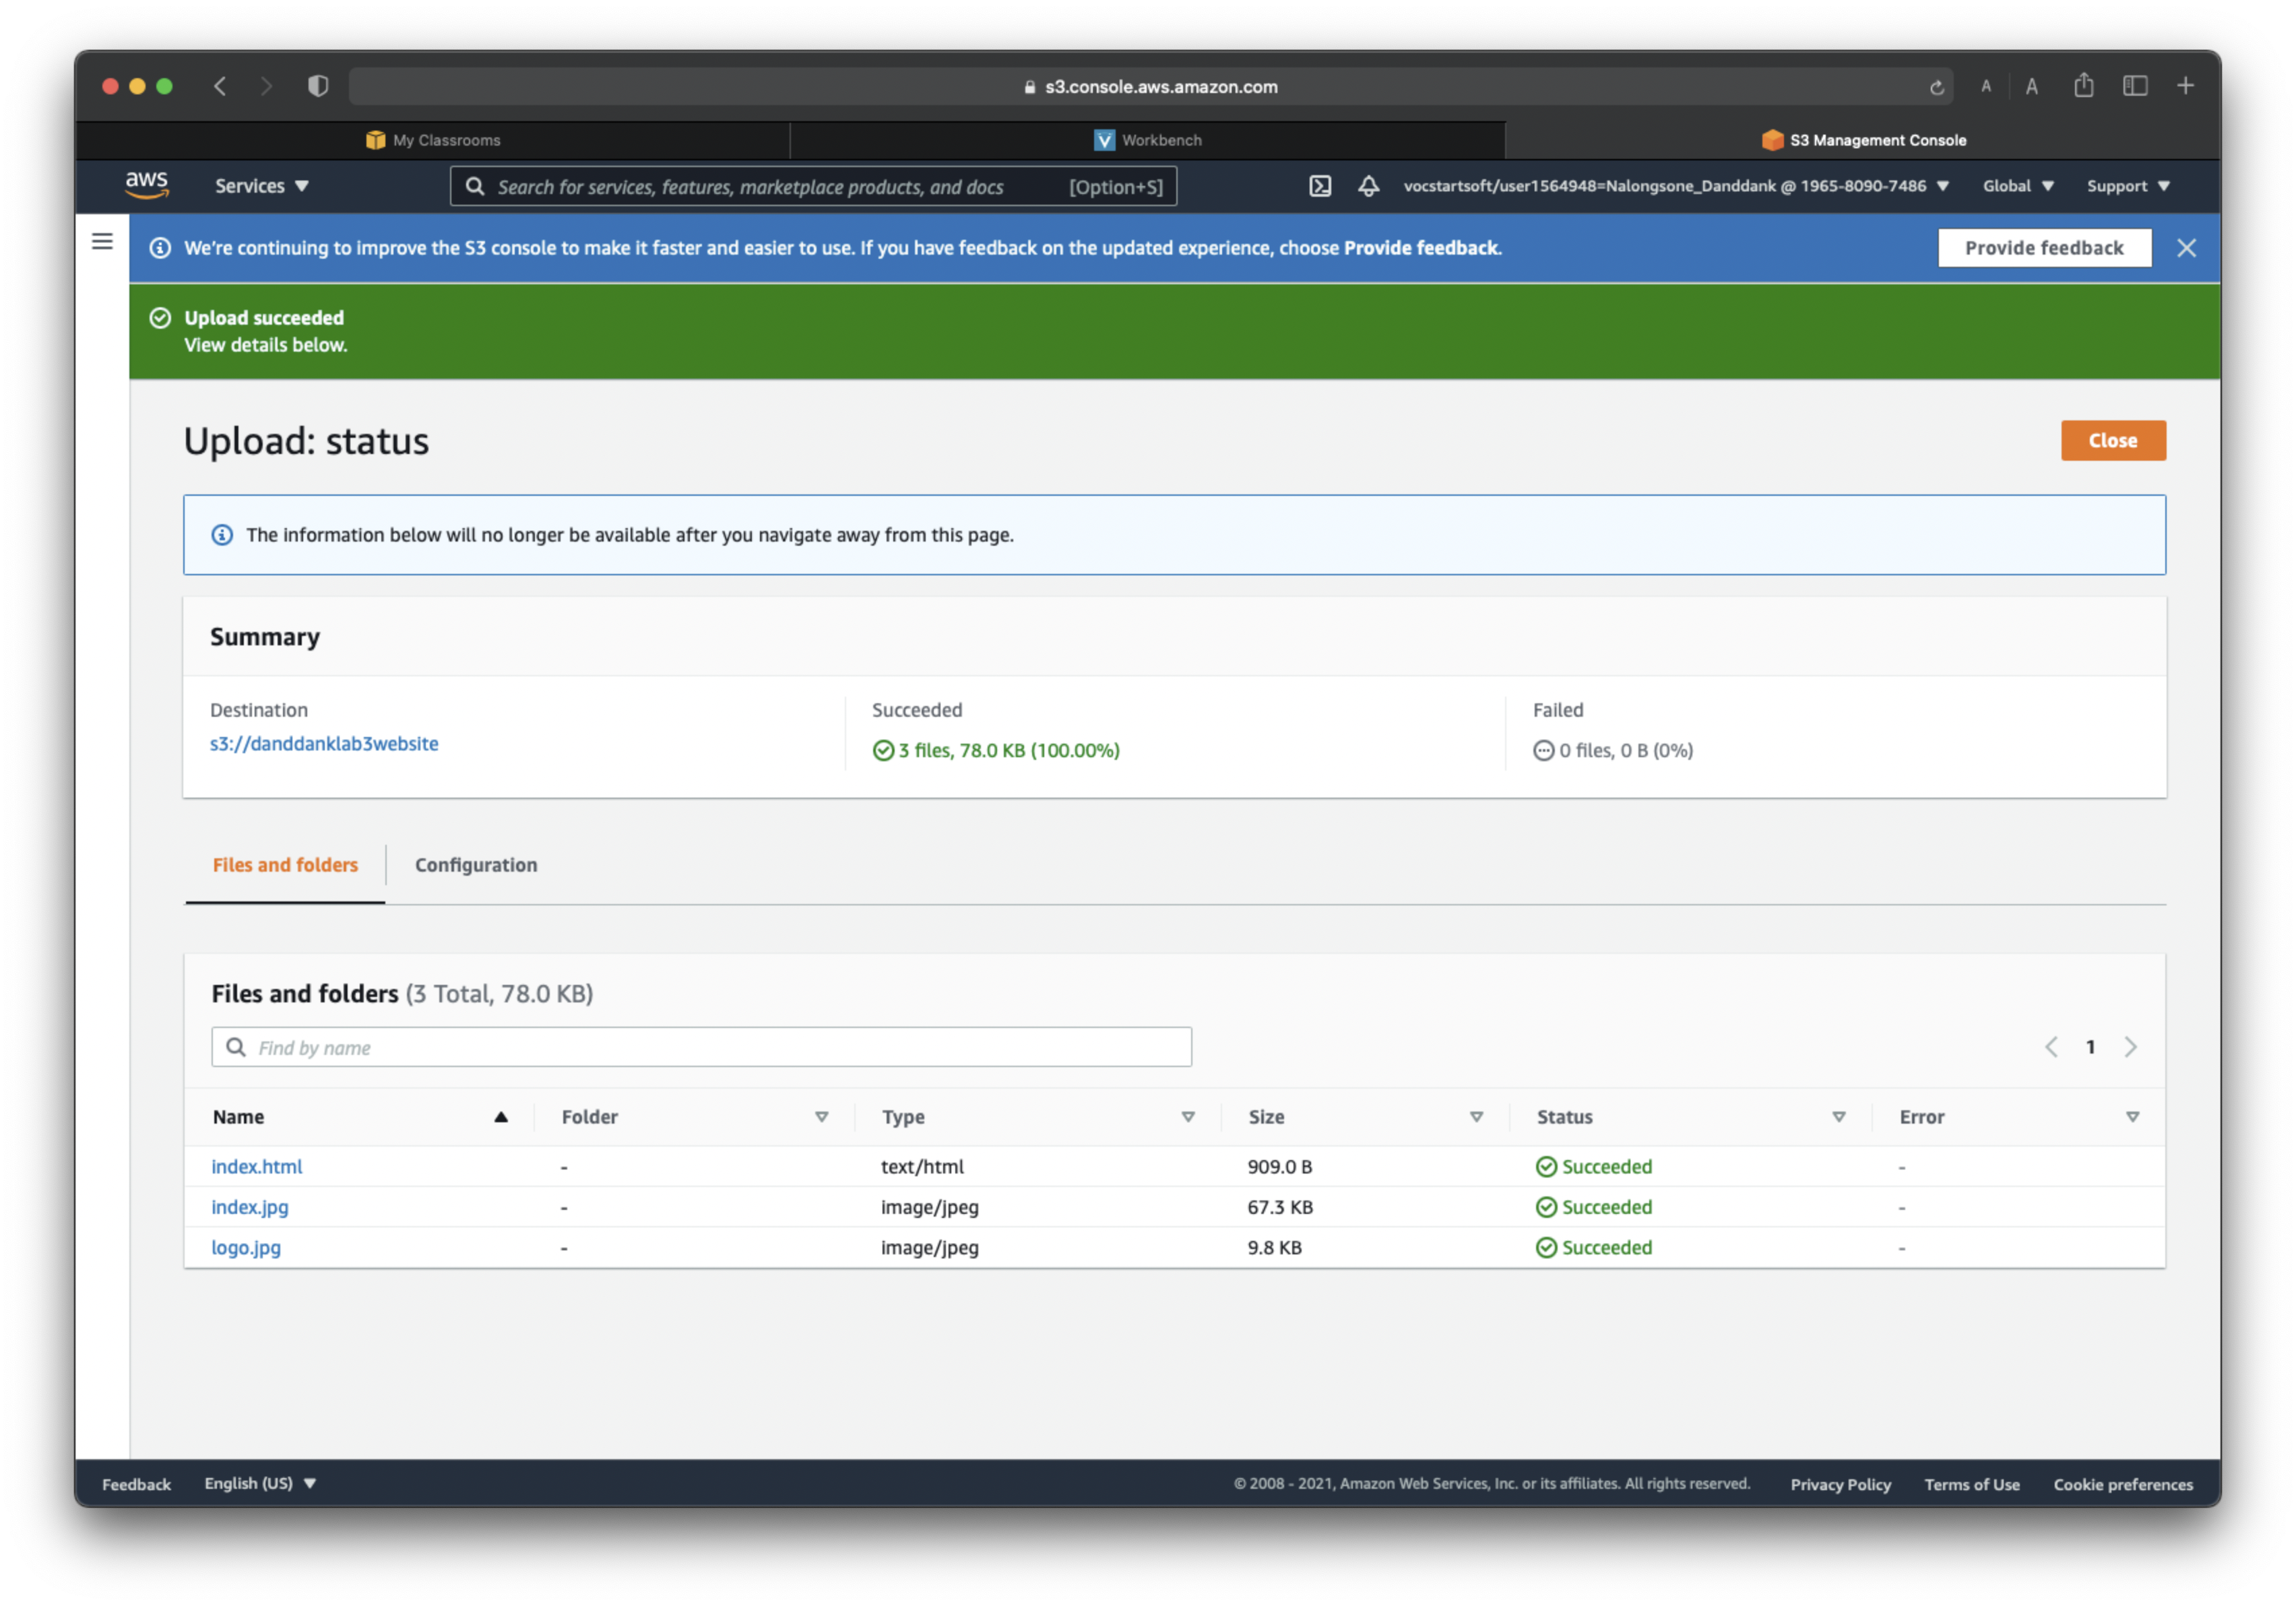 s3.console.aws.amazon.com
A A
My Classrooms
Workbench
S3 Management Console
aws
Services
Search for services, features, marketplace products, and docs [Option+S]
vocstartsoft/user1564948=Nalongsone_Danddank @ 1965-8090-7486
Global
Support
We're continuing to improve the S3 console to make it faster and easier to use. If you have feedback on the updated experience, choose Provide feedback.
Provide feedback
Upload succeeded
View details below.
Upload: status
Close
The information below will no longer be available after you navigate away from this page.
Summary
Destination
s3://danddanklab3website
Succeeded
3 files, 78.0 KB (100.00%)
Failed
0 files, 0 B (0%)
Files and folders
Configuration
Files and folders (3 Total, 78.0 KB)
Find by name
1
Name Folder Type Size Status Error
index.html - text/html 909.0 B Succeeded -
index.jpg - image/jpeg 67.3 KB Succeeded -
logo.jpg - image/jpeg 9.8 KB Succeeded -
Feedback
English (US)
© 2008 - 2021, Amazon Web Services, Inc. or its affiliates. All rights reserved.
Privacy Policy
Terms of Use
Cookie preferences